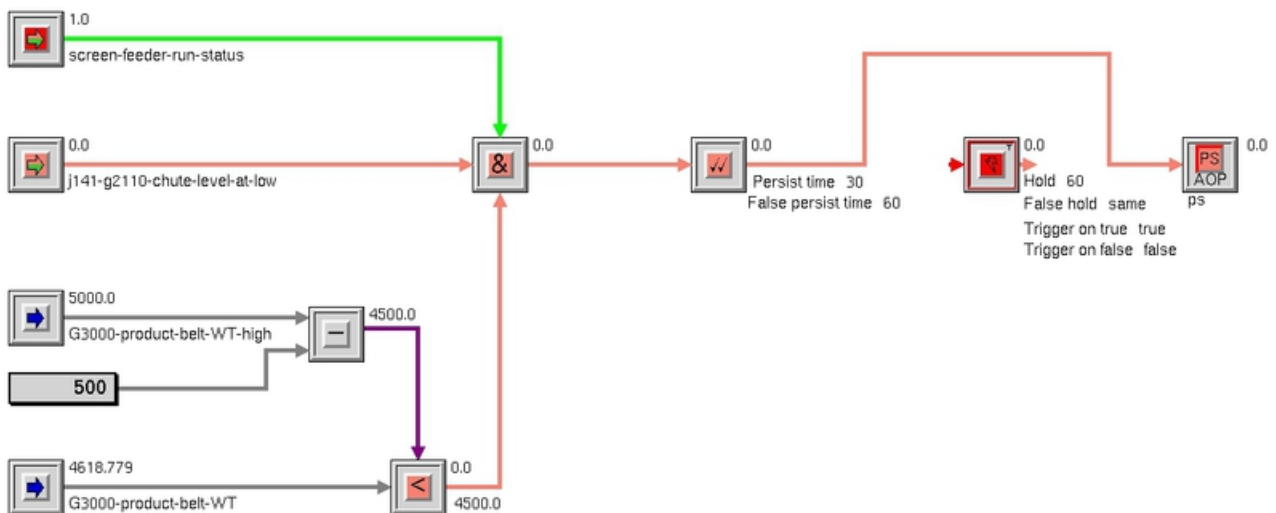 1.0
screen-feeder-run-status
0.0
j141-g2110-chute-level-at-low
&
0.0
0.0
Persist time 30
False persist time 60
0.0
Hold 60
False hold same
Trigger on true true
Trigger on false false
PS
AOP
ps
0.0
5000.0
G3000-product-belt-WT-high
500
−
4500.0
4618.779
G3000-product-belt-WT
<
0.0
4500.0